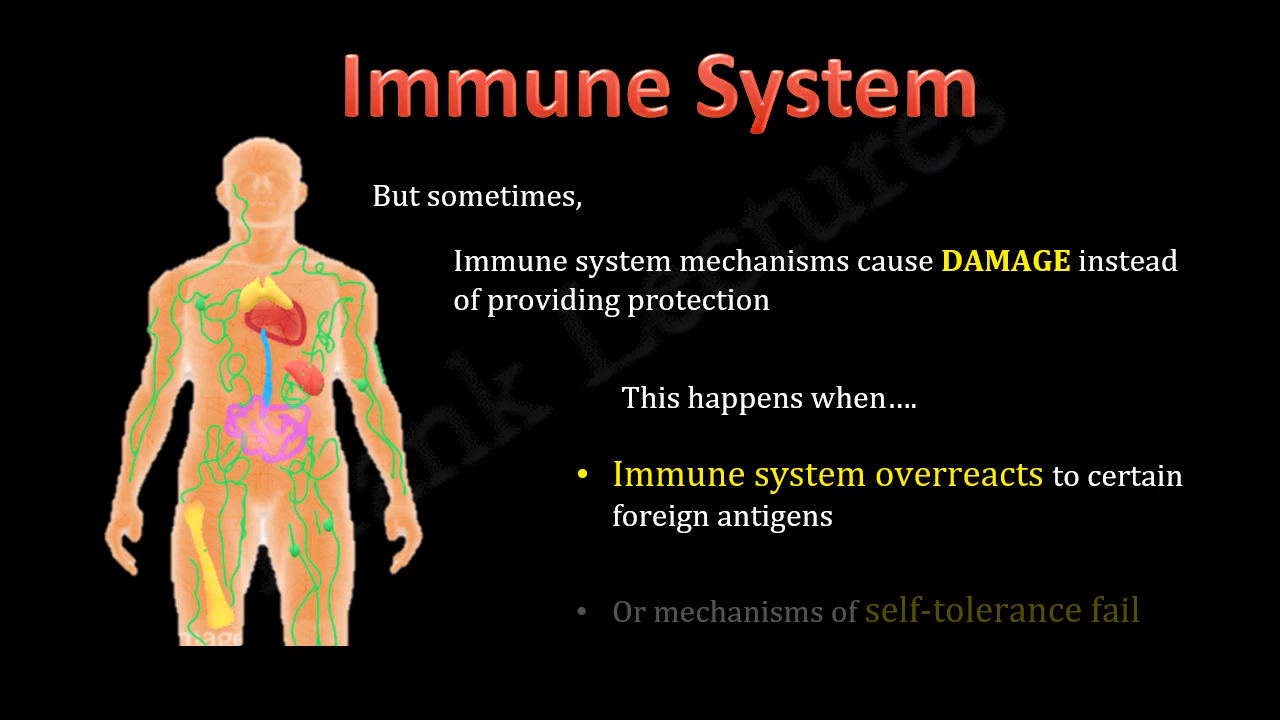 Immune System
But sometimes,
Immune system mechanisms cause DAMAGE instead
of providing protection
This happens when....
• Immune system overreacts to certain
foreign antigens
• Or mechanisms of self-tolerance fail
Lectures